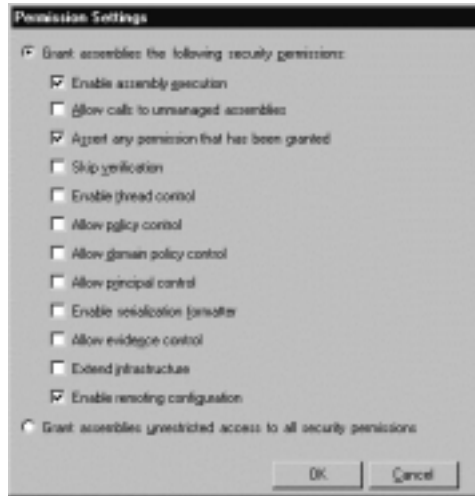 Permission Settings
Grant assemblies the following security permissions:
Enable assembly execution
Allow calls to unmanaged assemblies
Assert any permission that has been granted
Skip verification
Enable thread control
Allow policy control
Allow domain policy control
Allow principal control
Enable serialization formatter
Allow evidence control
Extend infrastructure
Enable remoting configuration
Grant assemblies unrestricted access to all security permissions
OK Cancel